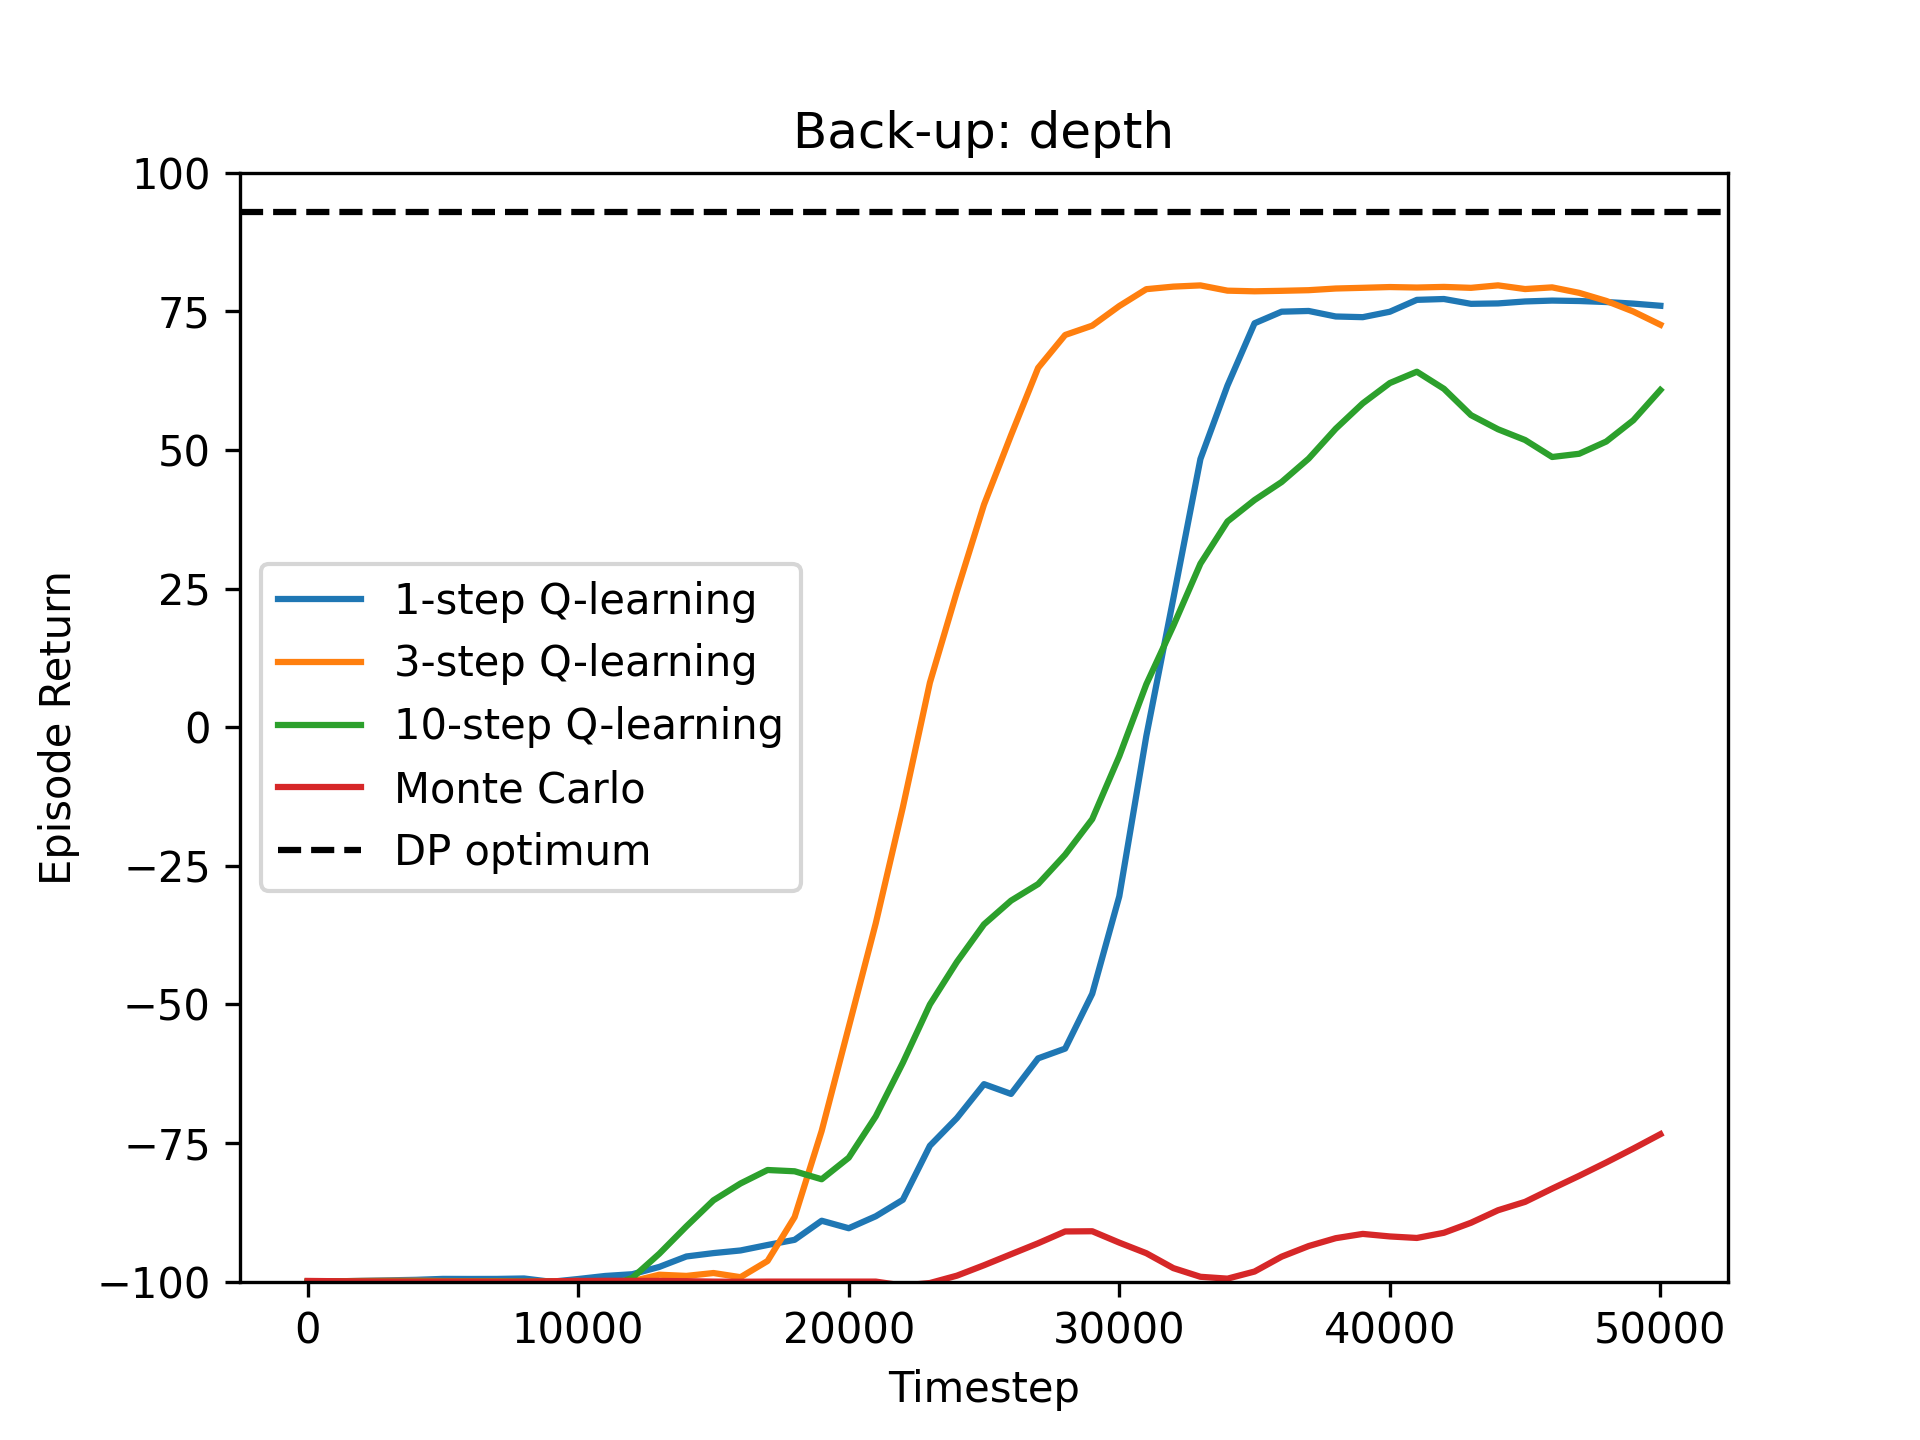 Back-up: depth
100
75
50
25
0
−25
−50
−75
−100
Episode Return
1-step Q-learning
3-step Q-learning
10-step Q-learning
Monte Carlo
DP optimum
0 10000 20000 30000 40000 50000
Timestep